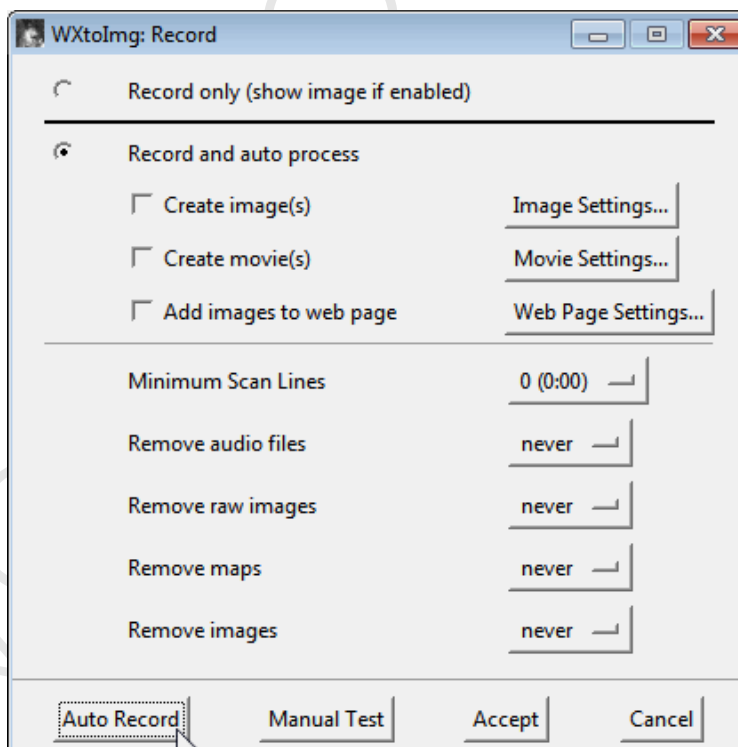 WXtoImg: Record
Record only (show image if enabled)
Record and auto process
Create image(s) Image Settings...
Create movie(s) Movie Settings...
Add images to web page Web Page Settings...
Minimum Scan Lines 0 (0:00)
Remove audio files never
Remove raw images never
Remove maps never
Remove images never
Auto Record Manual Test Accept Cancel